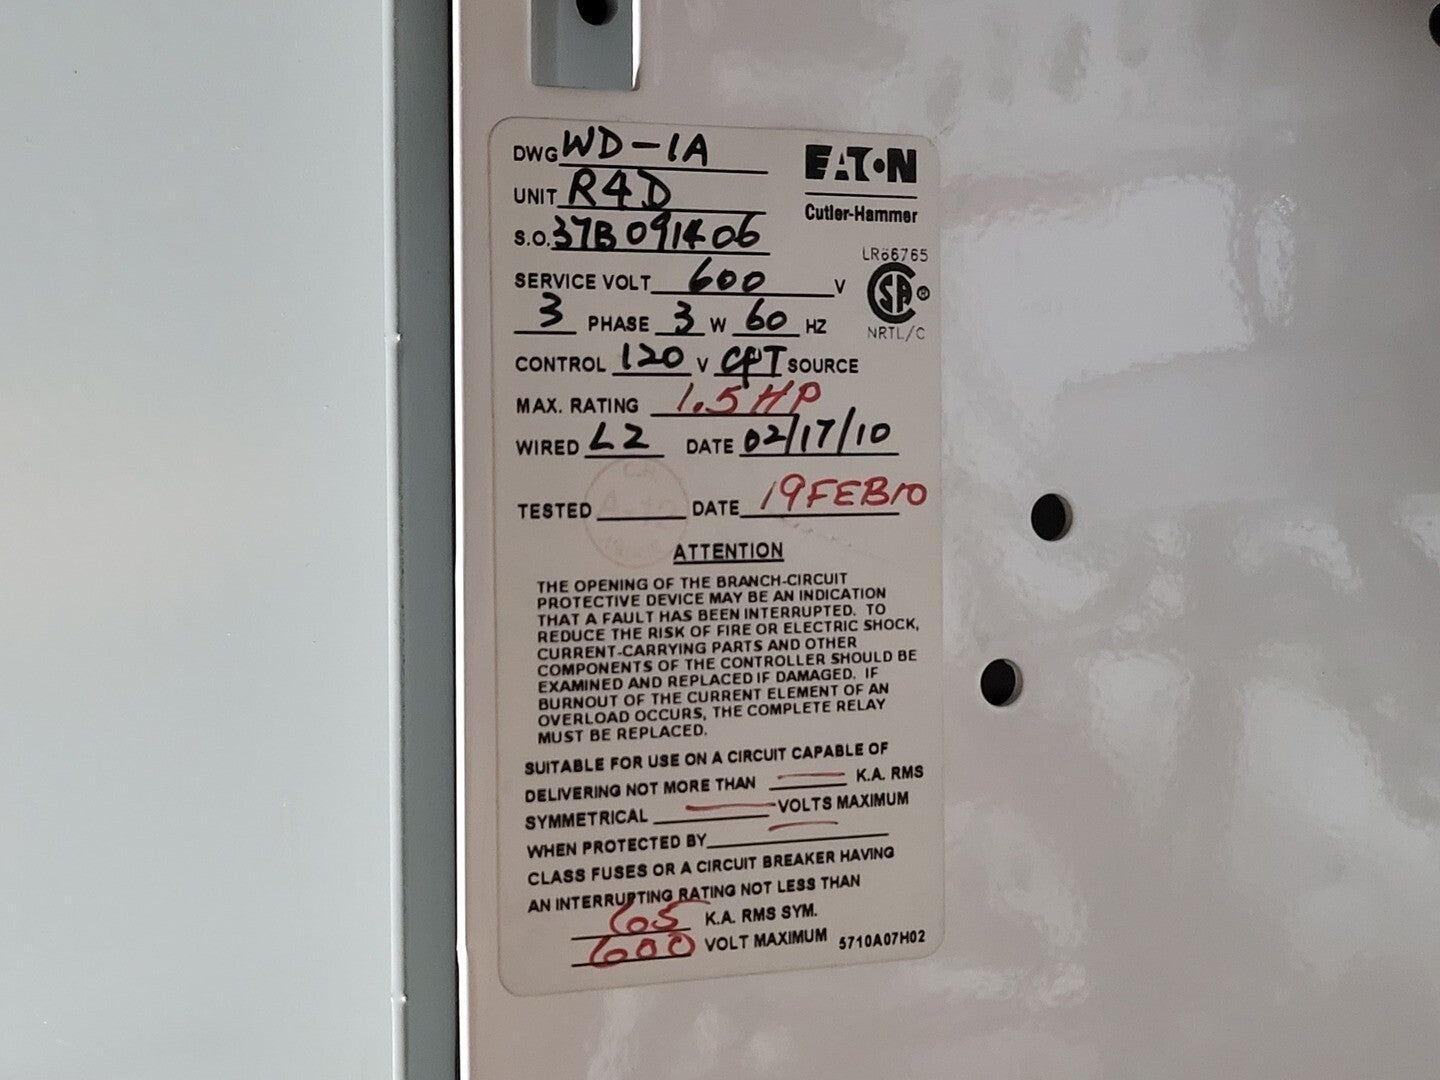 DWG WD-1A
EATON
UNIT R4D
Cutler-Hammer
S.O. 37B091406
LR66765
SERVICE VOLT 600 V
SA ®
3 PHASE 3 W 60 HZ
NRTL/C
CONTROL 120 V CPT SOURCE
MAX. RATING 1.5HP
WIRED L2 DATE 02/17/10
TESTED DATE 19FEB10
ATTENTION
THE OPENING OF THE BRANCH-CIRCUIT
PROTECTIVE DEVICE MAY BE AN INDICATION
THAT A FAULT HAS BEEN INTERRUPTED. TO
REDUCE THE RISK OF FIRE OR ELECTRIC SHOCK,
CURRENT-CARRYING PARTS AND OTHER
COMPONENTS OF THE CONTROLLER SHOULD BE
EXAMINED AND REPLACED IF DAMAGED. IF
BURNOUT OF THE CURRENT ELEMENT OF AN
OVERLOAD OCCURS, THE COMPLETE RELAY
MUST BE REPLACED.
SUITABLE FOR USE ON A CIRCUIT CAPABLE OF
DELIVERING NOT MORE THAN K.A. RMS
SYMMETRICAL VOLTS MAXIMUM
WHEN PROTECTED BY
CLASS FUSES OR A CIRCUIT BREAKER HAVING
AN INTERRUPTING RATING NOT LESS THAN
65 K.A. RMS SYM.
600 VOLT MAXIMUM 5710A07H02